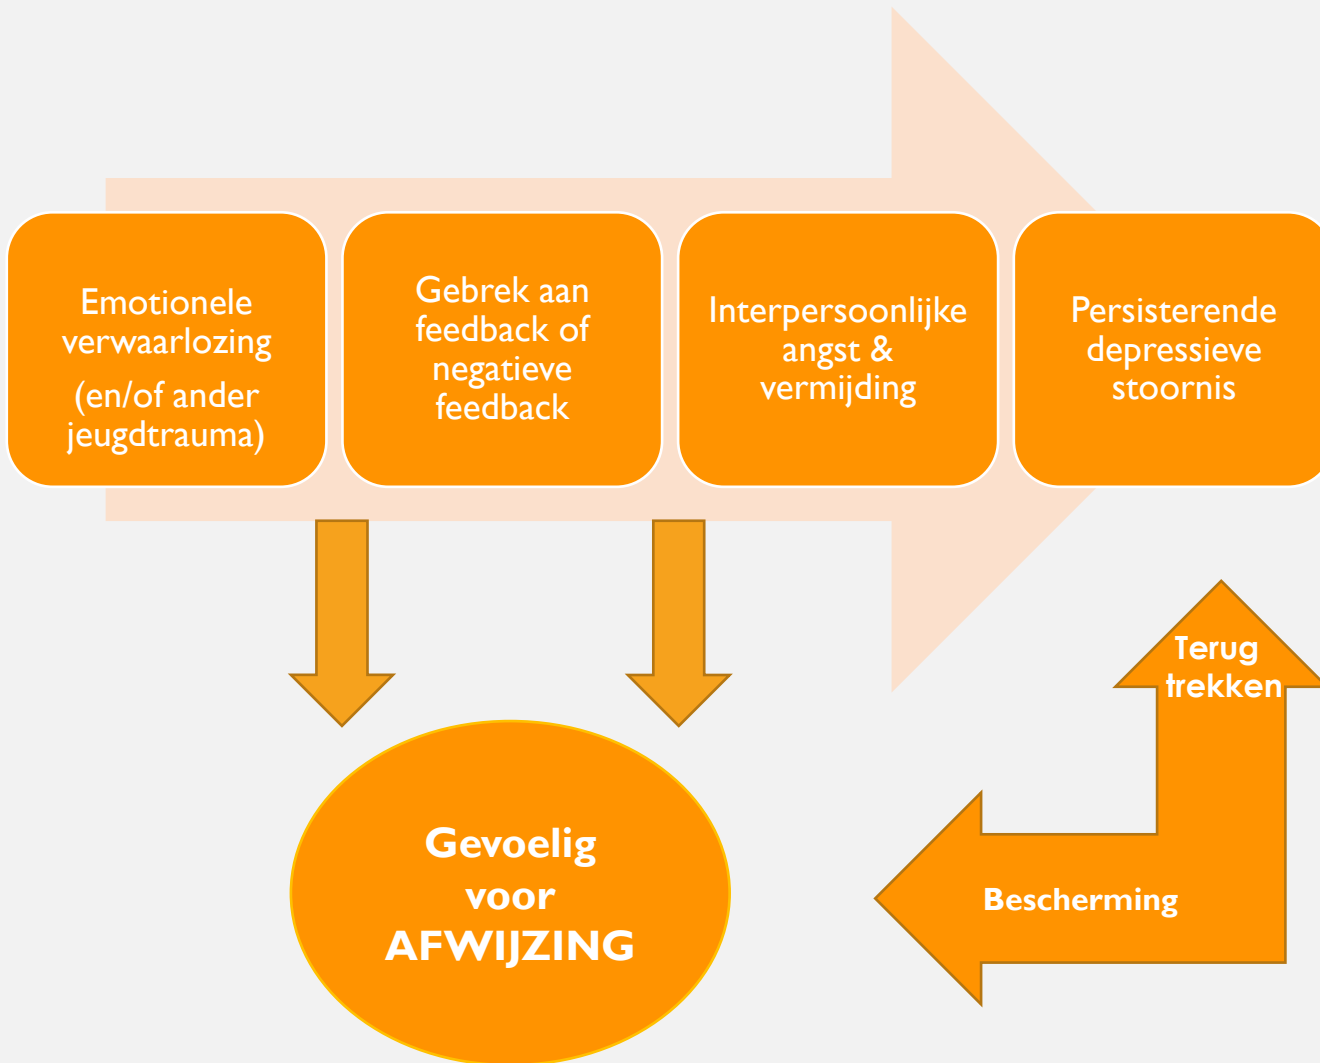 Emotionele
verwaarlozing
(en/of ander
jeugdtrauma)
Gebrek aan
feedback of
negatieve
feedback
Interpersoonlijke
angst &
vermijding
Persisterende
depressieve
stoornis
Terug
trekken
Gevoelig
voor
AFWIJZING
Bescherming